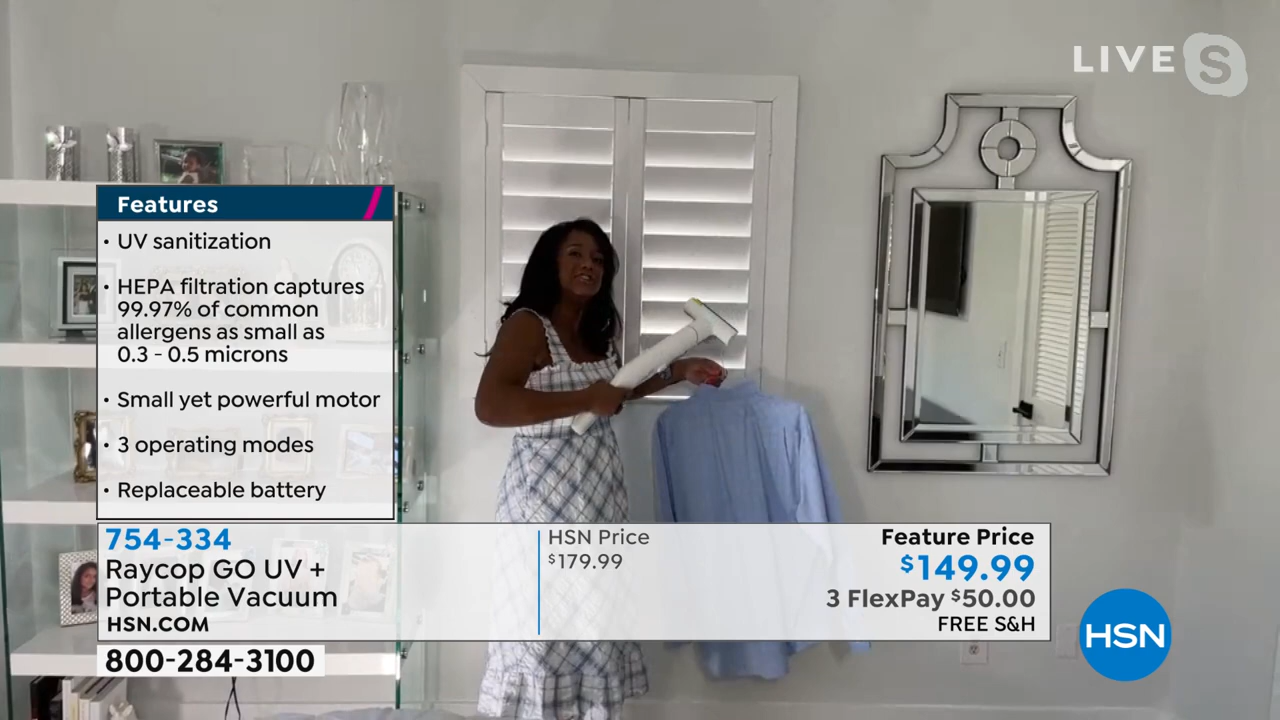 LIVE S
Features
• UV sanitization
• HEPA filtration captures
99.97% of common
allergens as small as
0.3 - 0.5 microns
• Small yet powerful motor
• 3 operating modes
• Replaceable battery
754-334
Raycop GO UV +
Portable Vacuum
HSN.COM
800-284-3100
HSN Price
$179.99
Feature Price
$149.99
3 FlexPay $50.00
FREE S&H
HSN